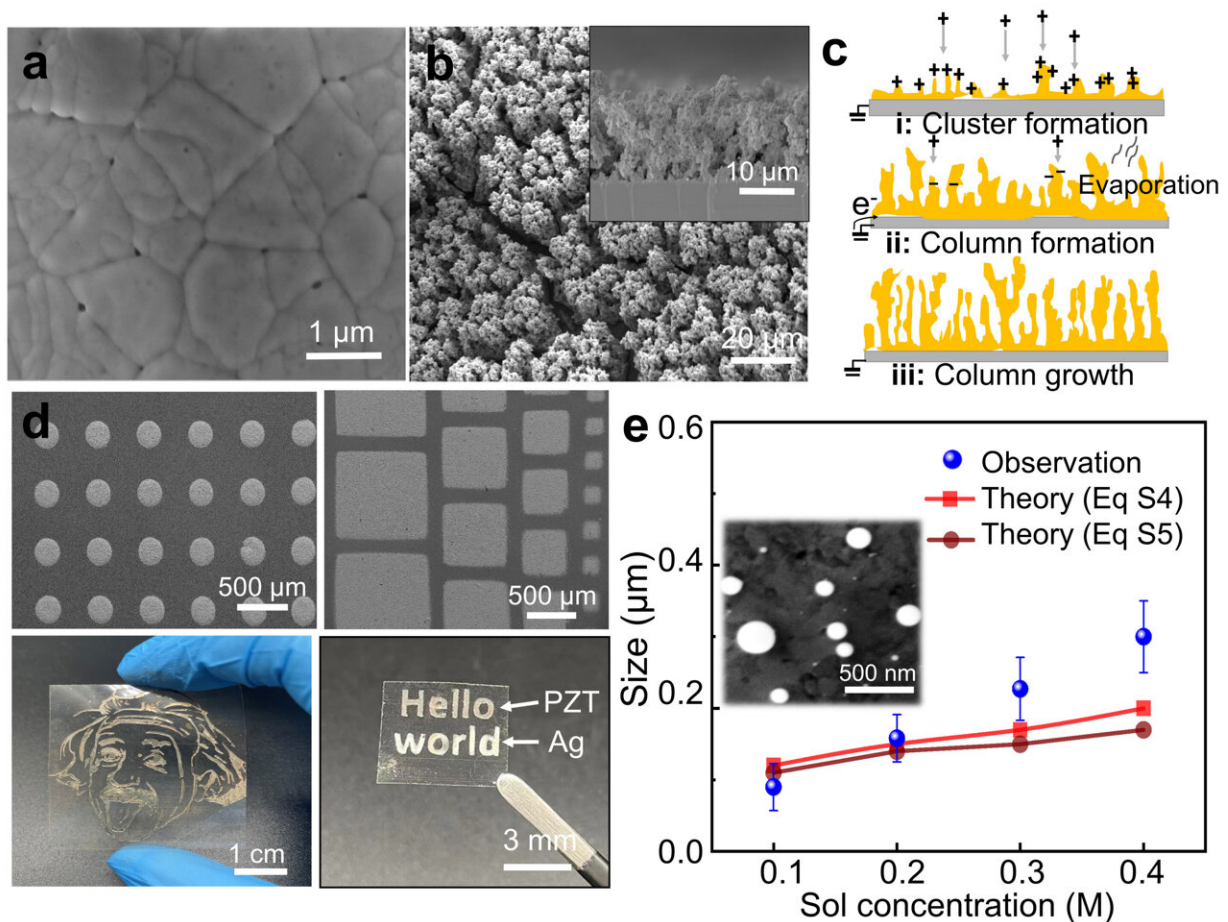 a
1 µm
b
10 µm
20 µm
c
i: Cluster formation
Evaporation
e-
ii: Column formation
iii: Column growth
d
500 µm
500 µm
1 cm
Hello
world
PZT
Ag
3 mm
e
0.6
0.4
0.2
0.0
Size (µm)
Observation
Theory (Eq S4)
Theory (Eq S5)
500 nm
0.1 0.2 0.3 0.4
Sol concentration (M)